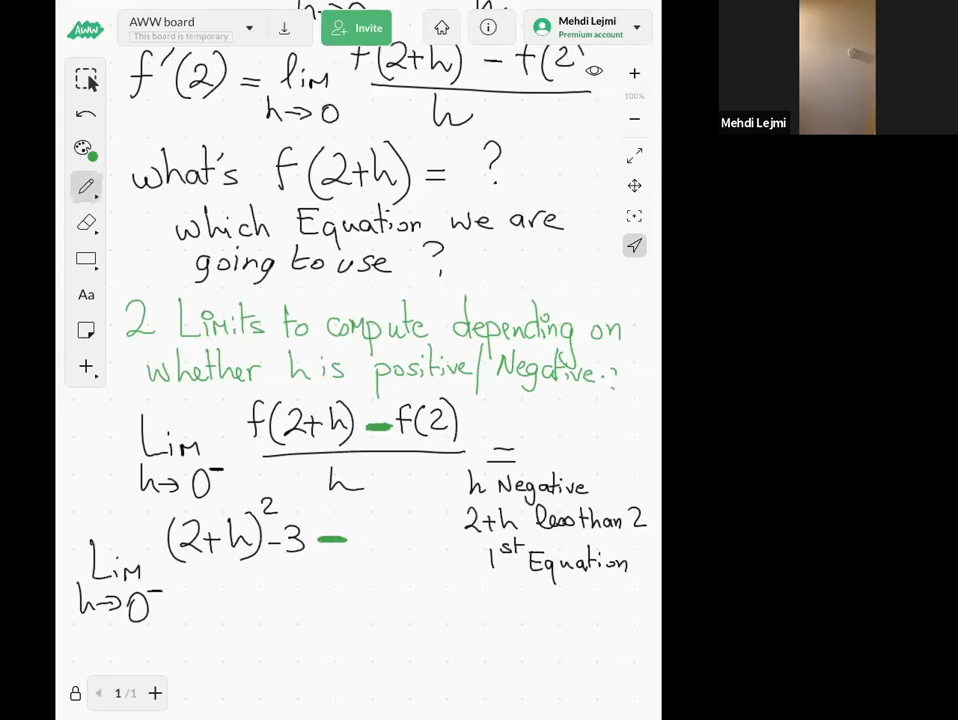 AWW board
This board is temporary
Invite
Mehdi Lejmi
Premium account
f'(2) = lim f(2+h) - f(2)
h→0 h
100%
Mehdi Lejmi
what's f(2+h) = ?
which Equation we are
going to use ?
Aa
2 Limits to compute depending on
whether h is positive/Negative.
Lim f(2+h) - f(2) =
h→0⁻ h
h Negative
2+h less than 2
1st Equation
Lim (2+h)² - 3 -
h→0⁻
1/1